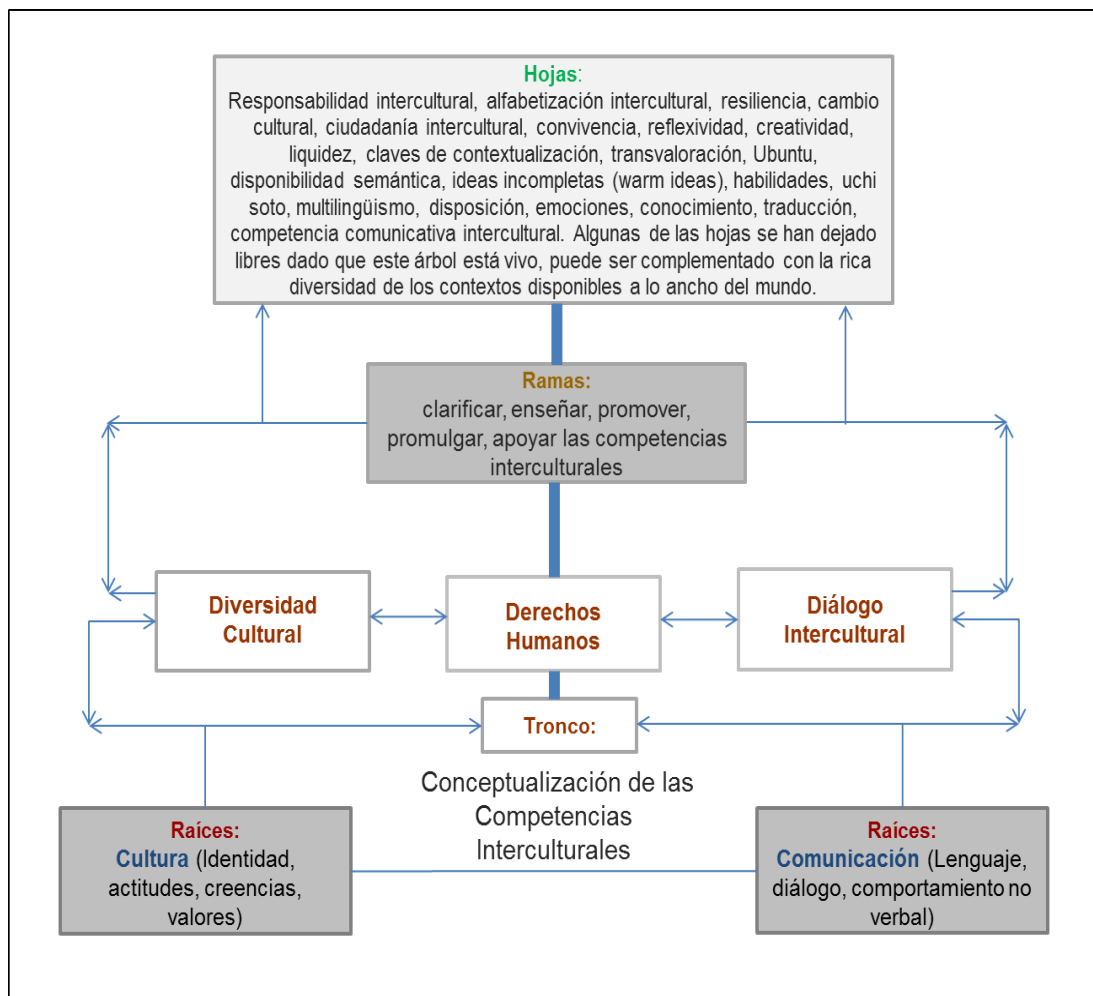 Hojas:
Responsabilidad intercultural, alfabetización intercultural, resiliencia, cambio
cultural, ciudadanía intercultural, convivencia, reflexividad, creatividad,
liquidez, claves de contextualización, transvaloración, Ubuntu,
disponibilidad semántica, ideas incompletas (warm ideas), habilidades, uchi
soto, multilingüismo, disposición, emociones, conocimiento, traducción,
competencia comunicativa intercultural. Algunas de las hojas se han dejado
libres dado que este árbol está vivo, puede ser complementado con la rica
diversidad de los contextos disponibles a lo ancho del mundo.
Ramas:
clarificar, enseñar, promover,
promulgar, apoyar las competencias
interculturales
Diversidad
Cultural
Derechos
Humanos
Diálogo
Intercultural
Tronco:
Conceptualización de las
Competencias
Interculturales
Raíces:
Cultura (Identidad,
actitudes, creencias,
valores)
Raíces:
Comunicación (Lenguaje,
diálogo, comportamiento no
verbal)